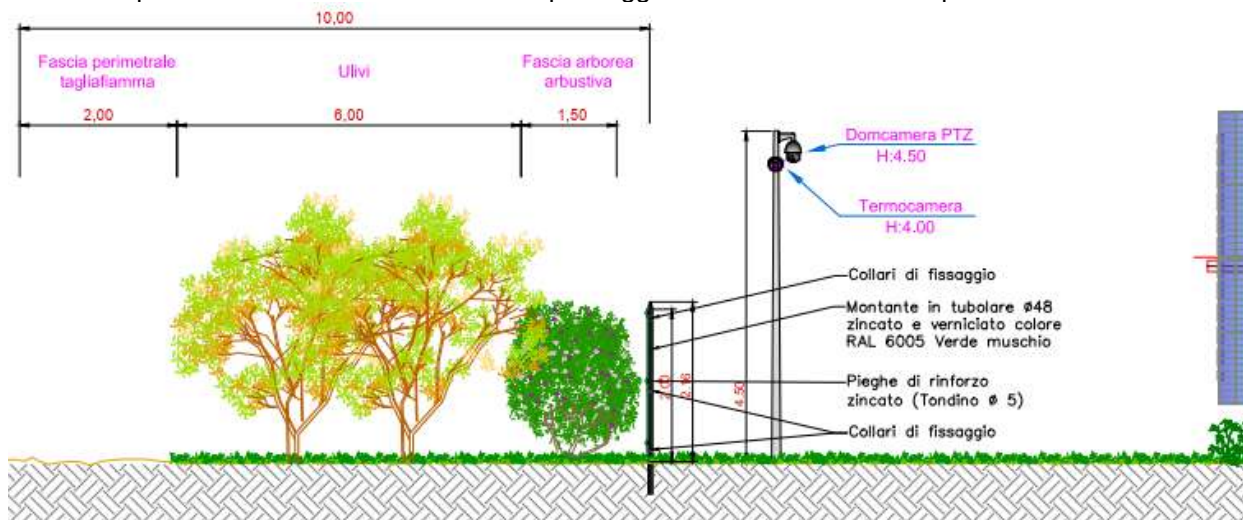 10,00
Fascia perimetrale
tagliafiamma
Ulivi
Fascia arborea
arbustiva
2,00
6,00
1,50
Domcamera PTZ
H:4.50
Termocamera
H:4.00
Collari di fissaggio
Montante in tubolare ø48
zincato e verniciato colore
RAL 6005 Verde muschio
2.00
4.50
Pieghe di rinforzo
zincato (Tondino ø 5)
Collari di fissaggio